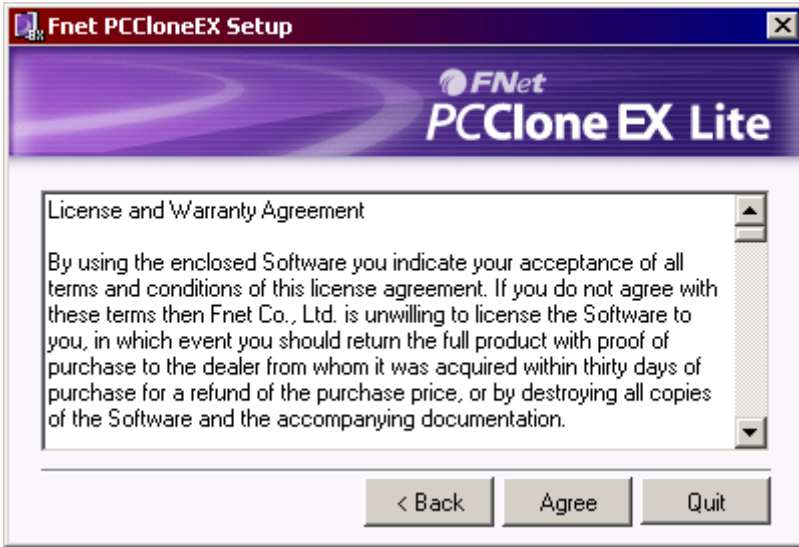 Fnet PCCloneEX Setup
FNet
PCClone EX Lite
License and Warranty Agreement
By using the enclosed Software you indicate your acceptance of all
terms and conditions of this license agreement. If you do not agree with
these terms then Fnet Co., Ltd. is unwilling to license the Software to
you, in which event you should return the full product with proof of
purchase to the dealer from whom it was acquired within thirty days of
purchase for a refund of the purchase price, or by destroying all copies
of the Software and the accompanying documentation.
< Back Agree Quit